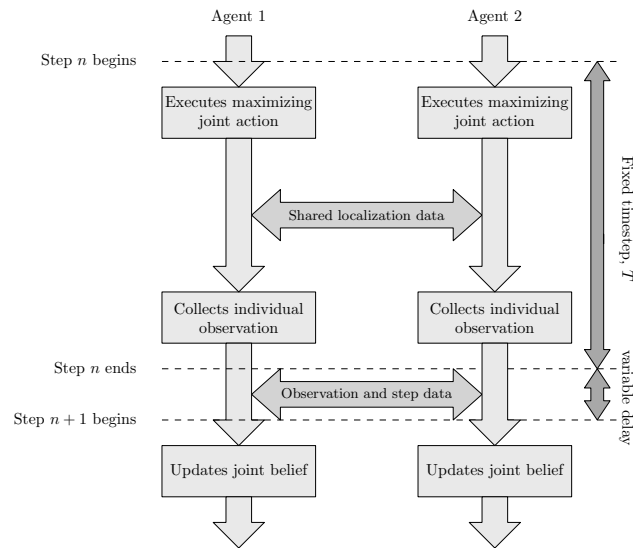 Agent 1
Agent 2
Step n begins
Executes maximizing
joint action
Executes maximizing
joint action
Shared localization data
Fixed timestep, T
Collects individual
observation
Collects individual
observation
Step n ends
variable delay
Observation and step data
Step n + 1 begins
Updates joint belief
Updates joint belief